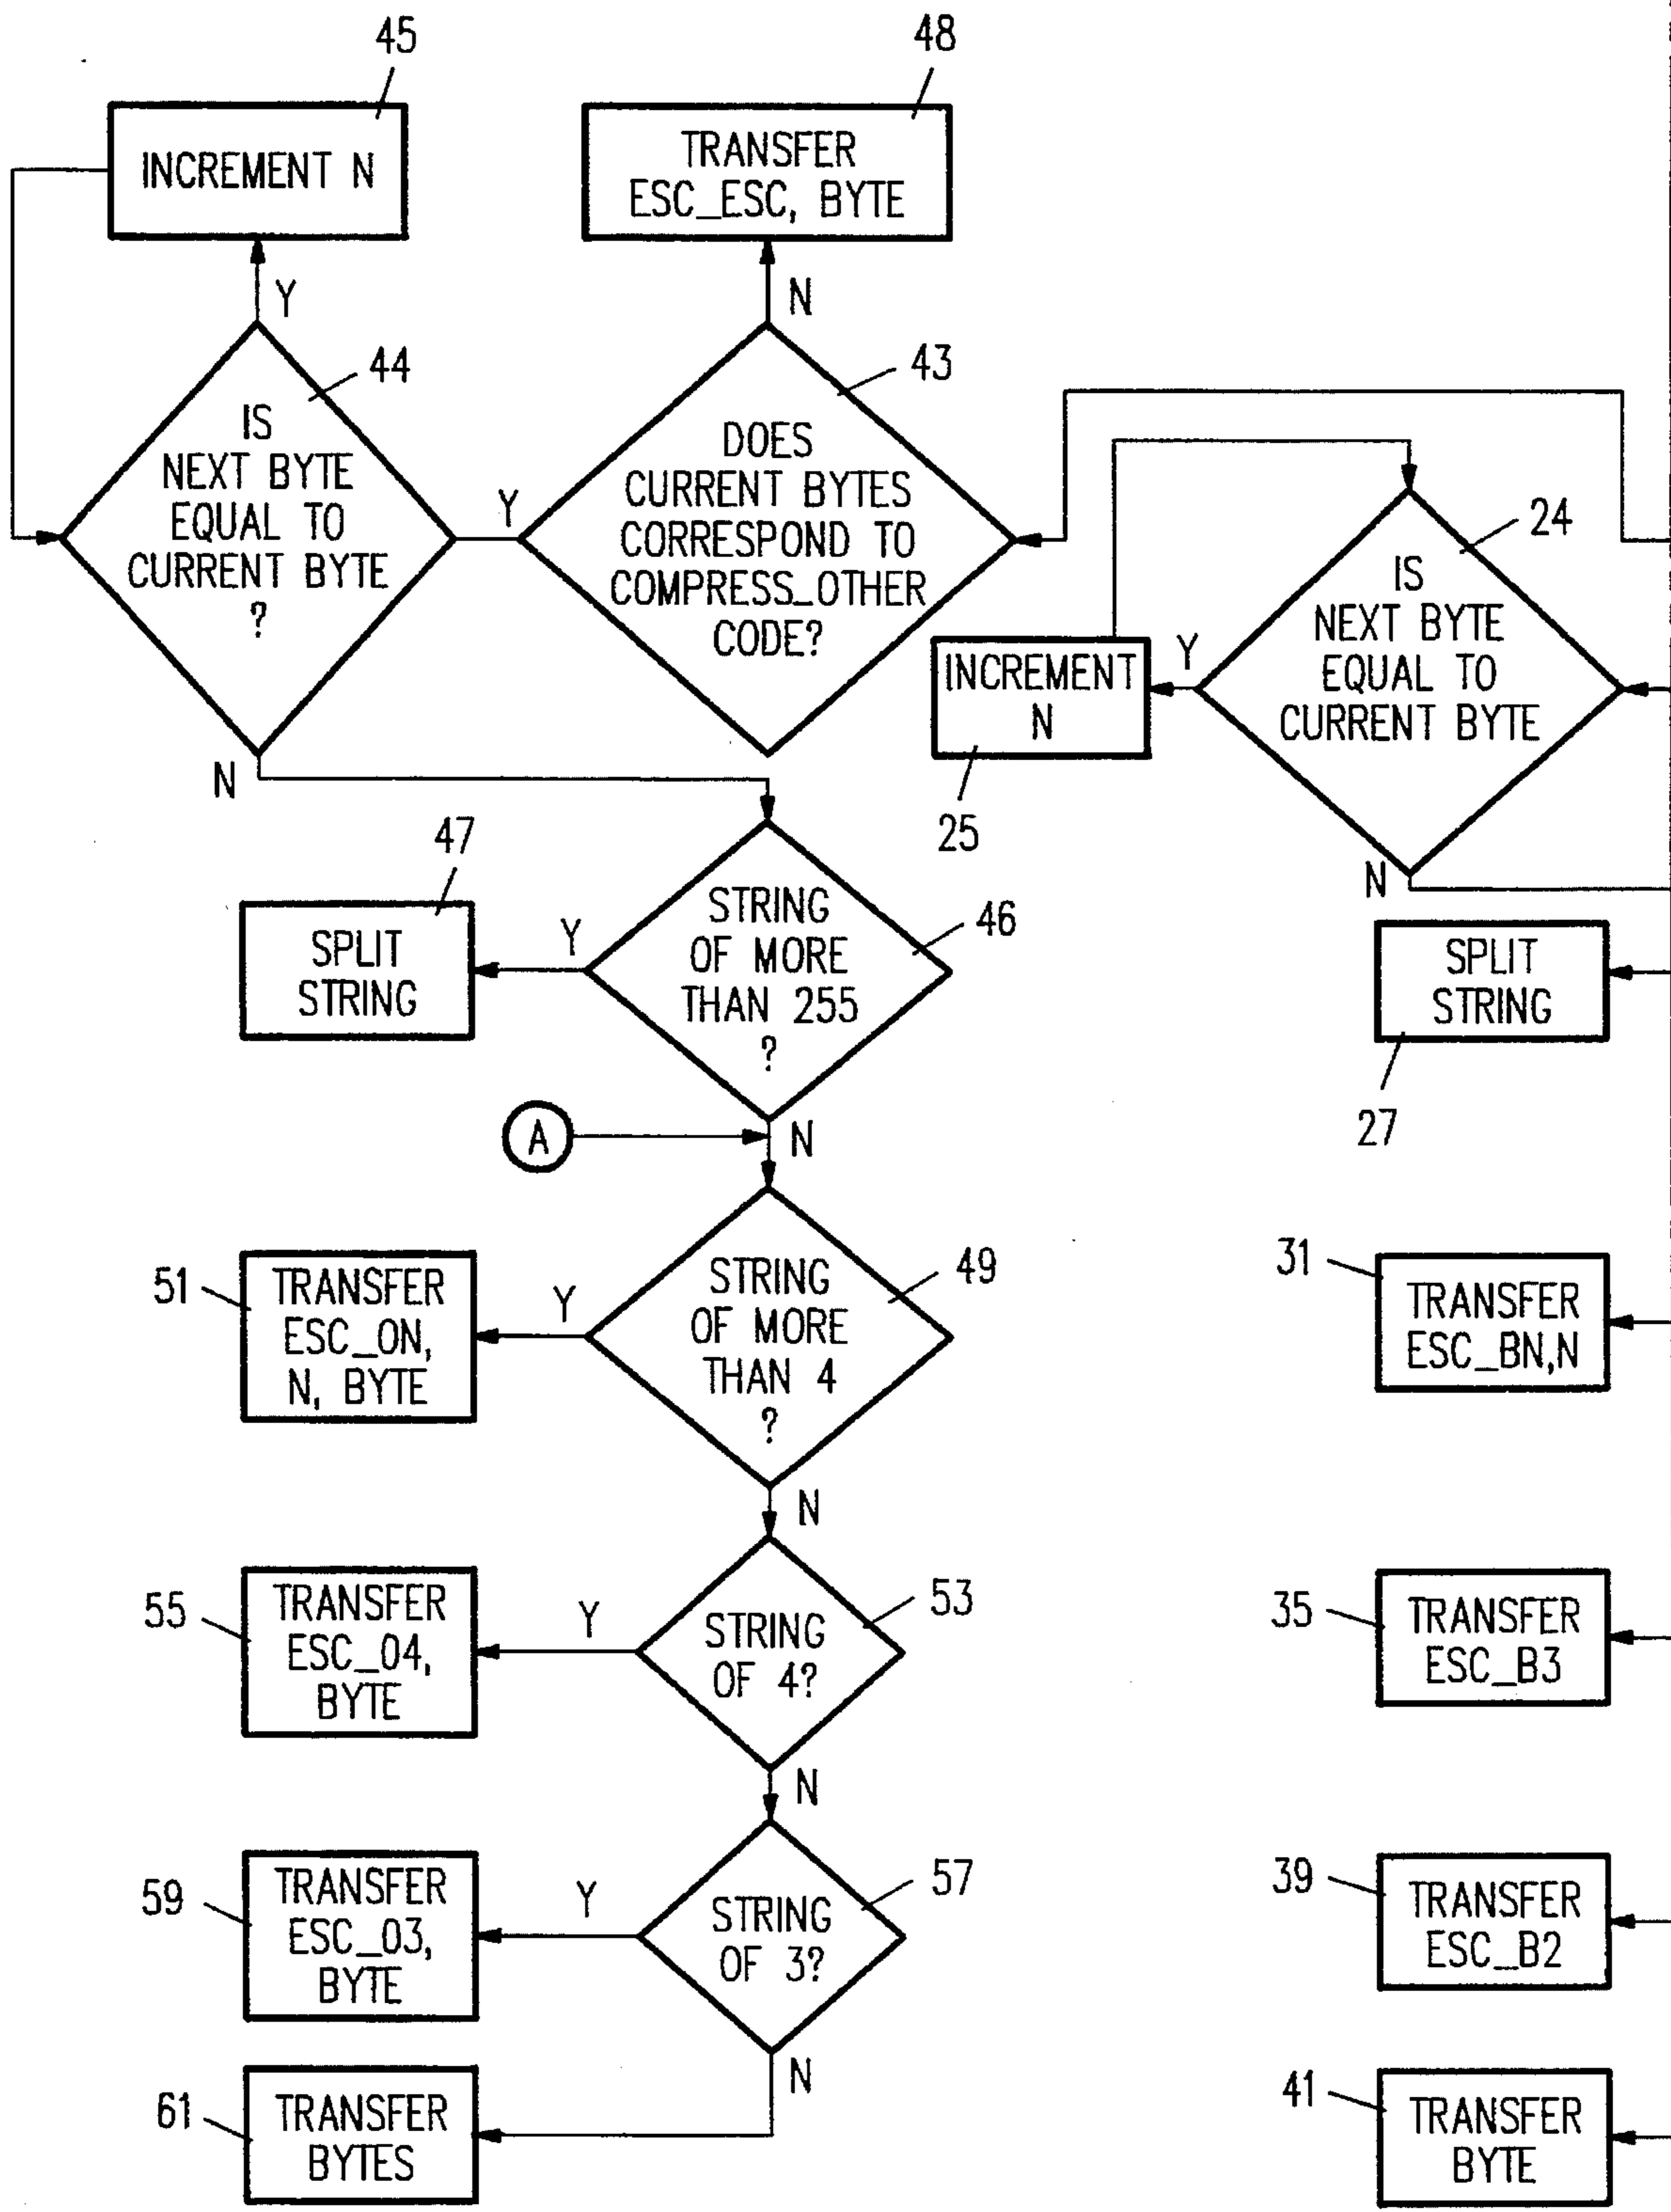 45
48
INCREMENT N
TRANSFER
ESC_ESC, BYTE
Y
N
44
43
IS
NEXT BYTE
EQUAL TO
CURRENT BYTE
?
Y
DOES
CURRENT BYTES
CORRESPOND TO
COMPRESS_OTHER
CODE?
24
IS
NEXT BYTE
EQUAL TO
CURRENT BYTE
Y
INCREMENT
N
25
N
N
47
SPLIT
STRING
Y
STRING
OF MORE
THAN 255
?
46
SPLIT
STRING
27
A
N
51
TRANSFER
ESC_ON,
N, BYTE
Y
STRING
OF MORE
THAN 4
?
49
31
TRANSFER
ESC_BN,N
N
55
TRANSFER
ESC_04,
BYTE
Y
STRING
OF 4?
53
35
TRANSFER
ESC_B3
N
59
TRANSFER
ESC_03,
BYTE
Y
STRING
OF 3?
57
39
TRANSFER
ESC_B2
N
61
TRANSFER
BYTES
41
TRANSFER
BYTE